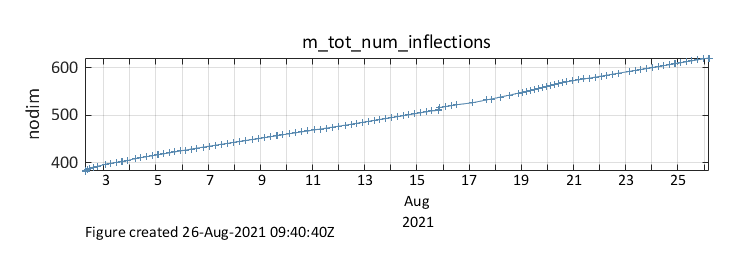 m_tot_num_inflections
600
500
400
nodim
3 5 7 9 11 13 15 17 19 21 23 25
Aug
2021
Figure created 26-Aug-2021 09:40:40Z